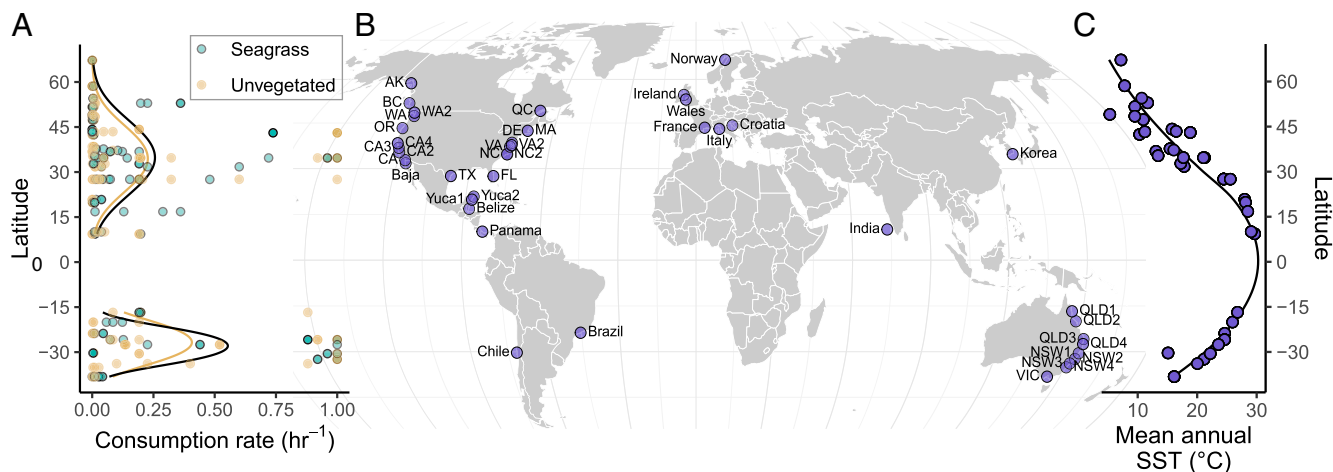 A
B
C
Seagrass
Unvegetated
Latitude
60
45
30
15
0
0
−15
−30
0.00 0.25 0.50 0.75 1.00
Consumption rate (hr−1)
AK
BC
WA WA2
OR
CA3 CA4
CA CA2
Baja
TX
FL
QC
DE MA
VA VA2
NC NC2
Yuca1 Yuca2
Belize
Panama
Chile
Brazil
Norway
Ireland
Wales
France
Italy
Croatia
India
Korea
QLD1
QLD2
QLD3 QLD4
NSW1 NSW2
NSW3 NSW4
VIC
60
45
30
15
0
−15
−30
Latitude
10 20 30
Mean annual
SST (°C)